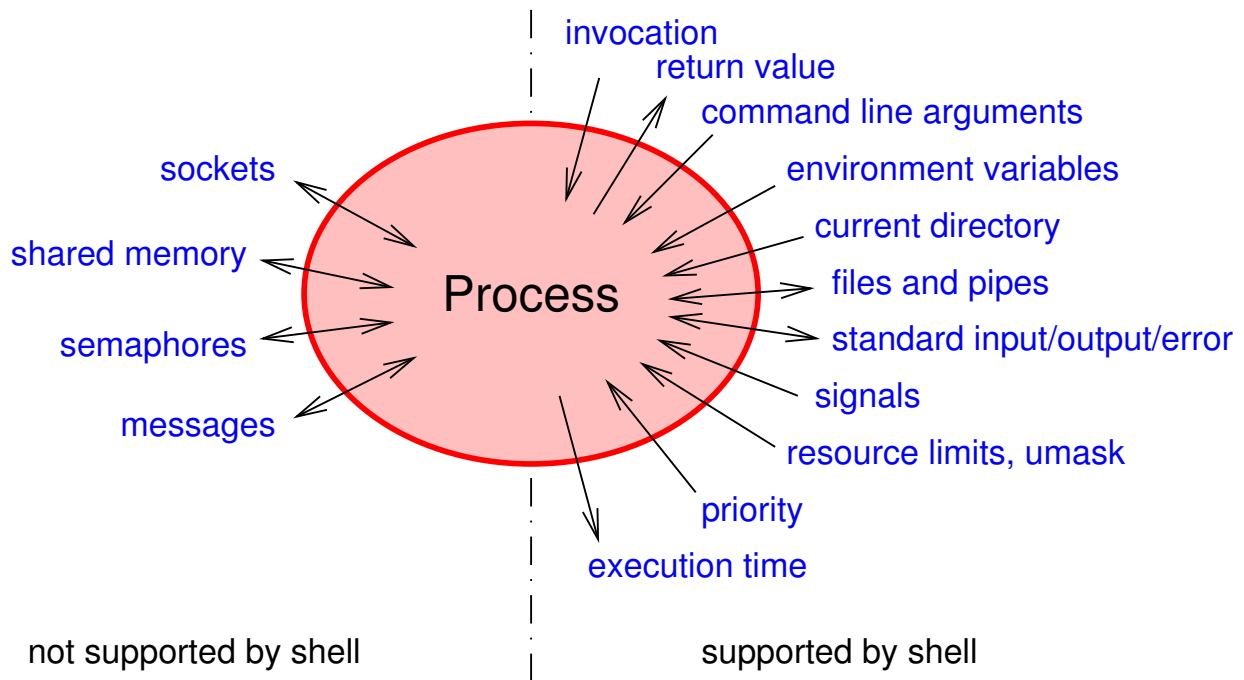 invocation
return value
command line arguments
sockets
environment variables
current directory
shared memory
files and pipes
Process
standard input/output/error
semaphores
signals
messages
resource limits, umask
priority
execution time
not supported by shell
supported by shell